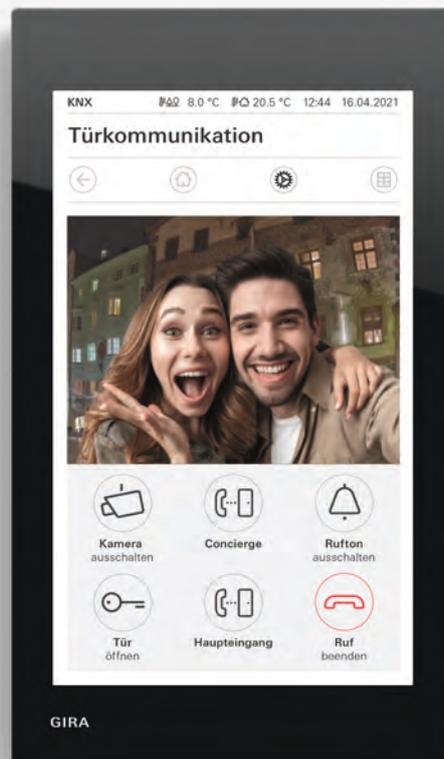 KNX 8.0 °C 20.5 °C 12:44 16.04.2021
Türkommunikation
Kamera
ausschalten
Concierge
Rufton
ausschalten
Tür
öffnen
Haupteingang
Ruf
beenden
GIRA